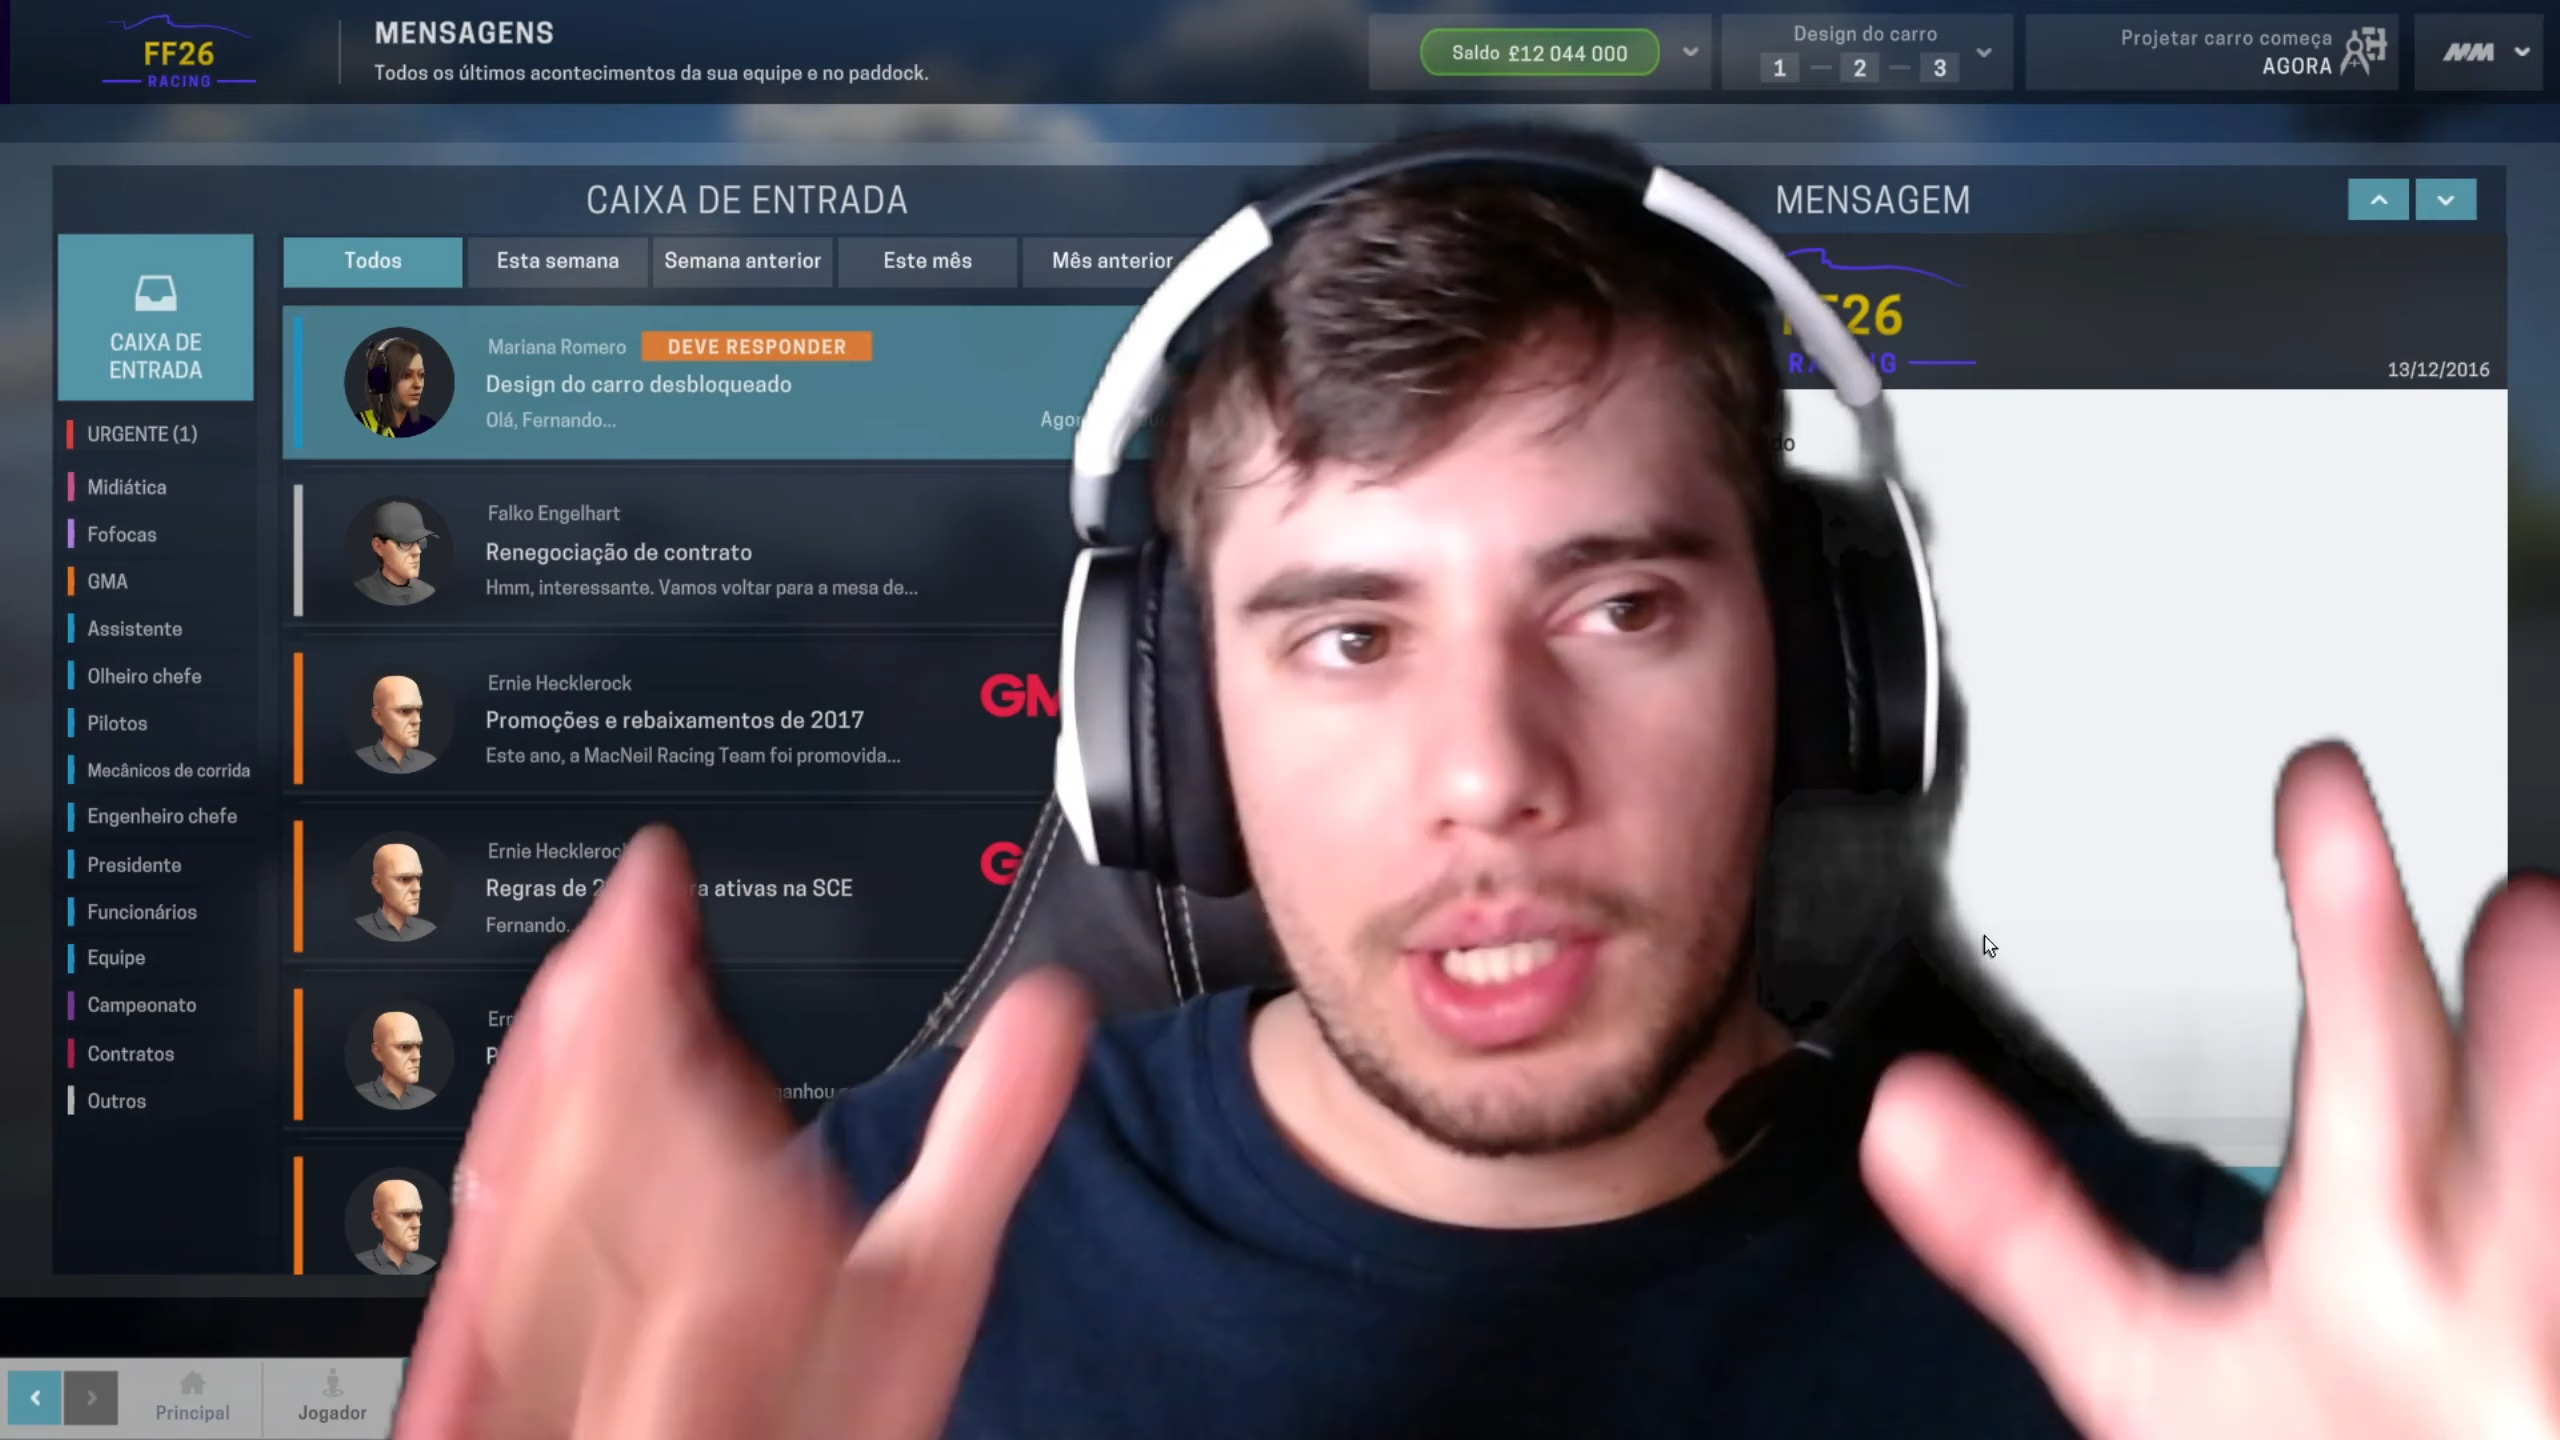 FF26
RACING
MENSAGENS
Todos os últimos acontecimentos da sua equipe e no paddock.
Saldo £12 044 000
Design do carro
1 — 2 — 3
Projetar carro começa
AGORA
CAIXA DE ENTRADA
MENSAGEM
CAIXA DE
ENTRADA
URGENTE (1)
Midiática
Fofocas
GMA
Assistente
Olheiro chefe
Pilotos
Mecânicos de corrida
Engenheiro chefe
Presidente
Funcionários
Equipe
Campeonato
Contratos
Outros
Todos
Esta semana
Semana anterior
Este mês
Mês anterior
Mariana Romero
DEVE RESPONDER
Design do carro desbloqueado
Olá, Fernando...
Falko Engelhart
Renegociação de contrato
Hmm, interessante. Vamos voltar para a mesa de...
Ernie Hecklerock
Promoções e rebaixamentos de 2017
Este ano, a MacNeil Racing Team foi promovida...
Ernie
Regras de ativas na SCE
Fernando.
13/12/2016
Principal
Jogador